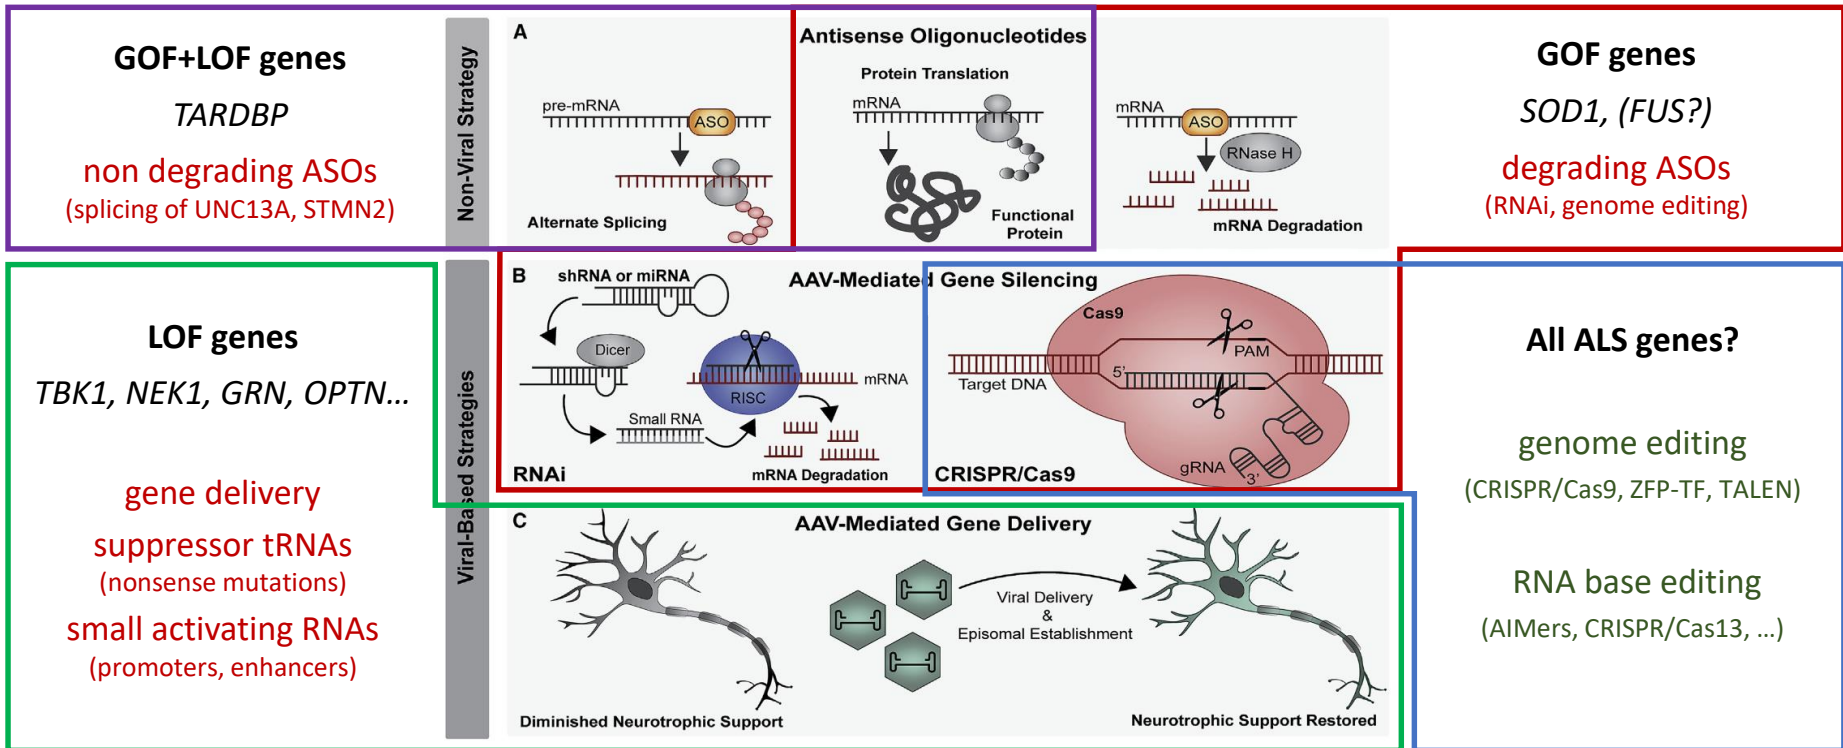 GOF+LOF genes
TARDBP
non degrading ASOs
(splicing of UNC13A, STMN2)
Non-Viral Strategy
A
Antisense Oligonucleotides
pre-mRNA
ASO
Alternate Splicing
Protein Translation
mRNA
Functional
Protein
mRNA
ASO
RNase H
mRNA Degradation
GOF genes
SOD1, (FUS?)
degrading ASOs
(RNAi, genome editing)
LOF genes
TBK1, NEK1, GRN, OPTN…
gene delivery
suppressor tRNAs
(nonsense mutations)
small activating RNAs
(promoters, enhancers)
Viral-Based Strategies
B
AAV-Mediated Gene Silencing
shRNA or miRNA
Dicer
Small RNA
RISC
mRNA
mRNA Degradation
RNAi
Cas9
PAM
Target DNA
5’
gRNA
3’
CRISPR/Cas9
C
AAV-Mediated Gene Delivery
Viral Delivery
&
Episomal Establishment
Diminished Neurotrophic Support
Neurotrophic Support Restored
All ALS genes?
genome editing
(CRISPR/Cas9, ZFP-TF, TALEN)
RNA base editing
(AIMers, CRISPR/Cas13, …)